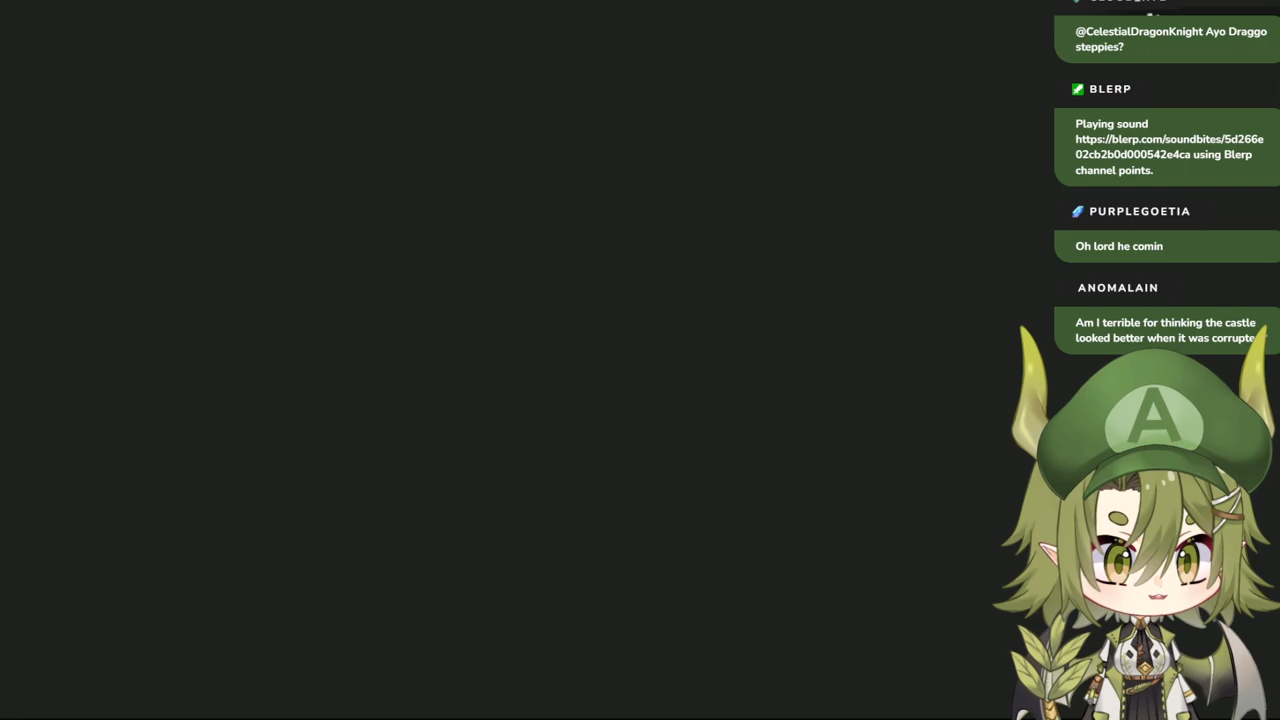 @CelestialDragonKnight Ayo Draggo
steppies?
BLERP
Playing sound
https://blerp.com/soundbites/5d266e
02cb2b0d000542e4ca using Blerp
channel points.
PURPLEGOETIA
Oh lord he comin
ANOMALAIN
Am I terrible for thinking the castle
looked better when it was corrupte
A